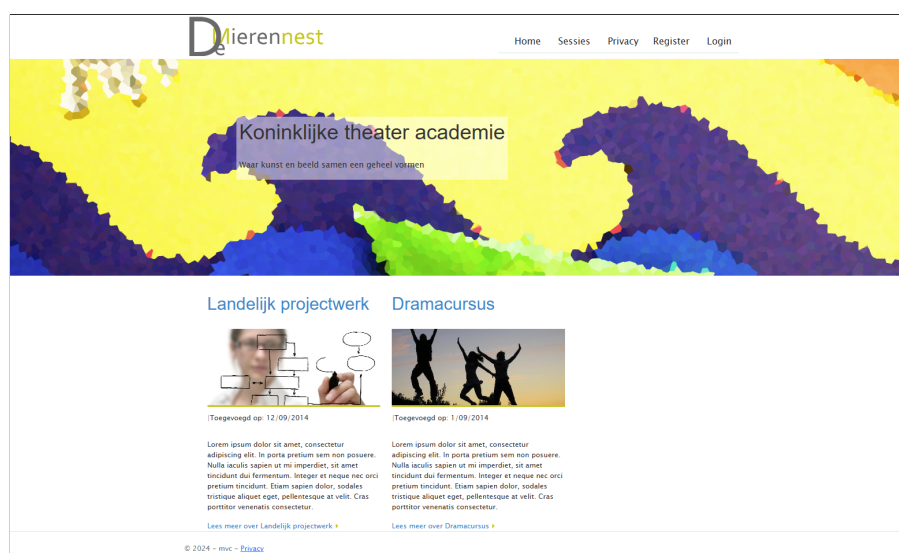 De Mierennest
Home Sessies Privacy Register Login
Koninklijke theater academie
Waar kunst en beeld samen een geheel vormen
Landelijk projectwerk
Toegevoegd op: 12/09/2014
Lorem ipsum dolor sit amet, consectetur
adipiscing elit. In porta pretium sem non posuere.
Nulla iaculis sapien ut mi imperdiet, sit amet
tincidunt dui fermentum. Integer et neque nec orci
pretium tincidunt. Etiam sapien dolor, sodales
tristique aliquet eget, pellentesque at velit. Cras
porttitor venenatis consectetur.
Lees meer over Landelijk projectwerk
Dramacursus
Toegevoegd op: 1/09/2014
Lorem ipsum dolor sit amet, consectetur
adipiscing elit. In porta pretium sem non posuere.
Nulla iaculis sapien ut mi imperdiet, sit amet
tincidunt dui fermentum. Integer et neque nec orci
pretium tincidunt. Etiam sapien dolor, sodales
tristique aliquet eget, pellentesque at velit. Cras
porttitor venenatis consectetur.
Lees meer over Dramacursus
© 2024 - mvc - Privacy